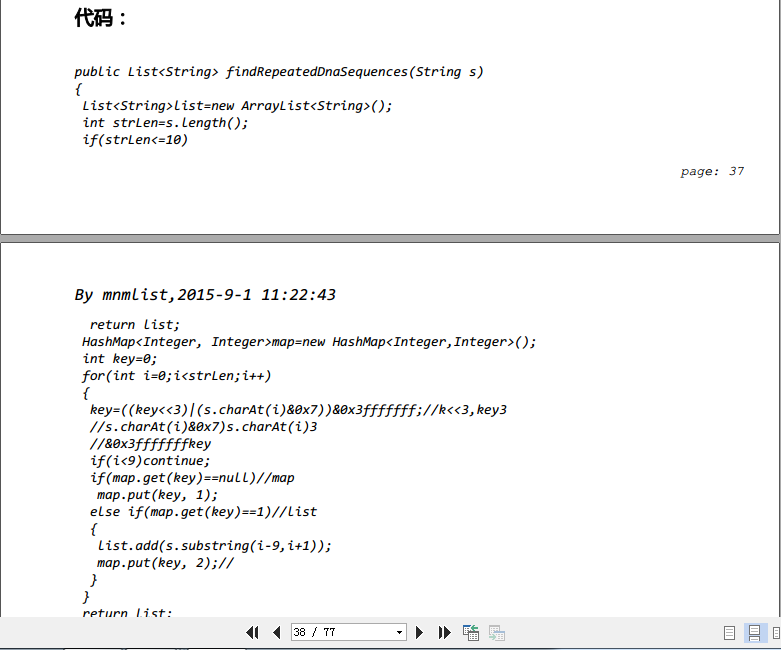 代码：
public List<String> findRepeatedDnaSequences(String s)
{
List<String>list=new ArrayList<String>();
int strLen=s.length();
if(strLen<=10)
page: 37
By mnmlist,2015-9-1 11:22:43
return list;
HashMap<Integer, Integer>map=new HashMap<Integer,Integer>();
int key=0;
for(int i=0;i<strLen;i++)
{
key=((key<<3)|(s.charAt(i)&0x7))&0x3fffffff;//k<<3,key3
//s.charAt(i)&0x7)s.charAt(i)3
//&0x3fffffffkey
if(i<9)continue;
if(map.get(key)==null)//map
map.put(key, 1);
else if(map.get(key)==1)//list
{
list.add(s.substring(i-9,i+1));
map.put(key, 2);//
}
}
return list;
38 / 77